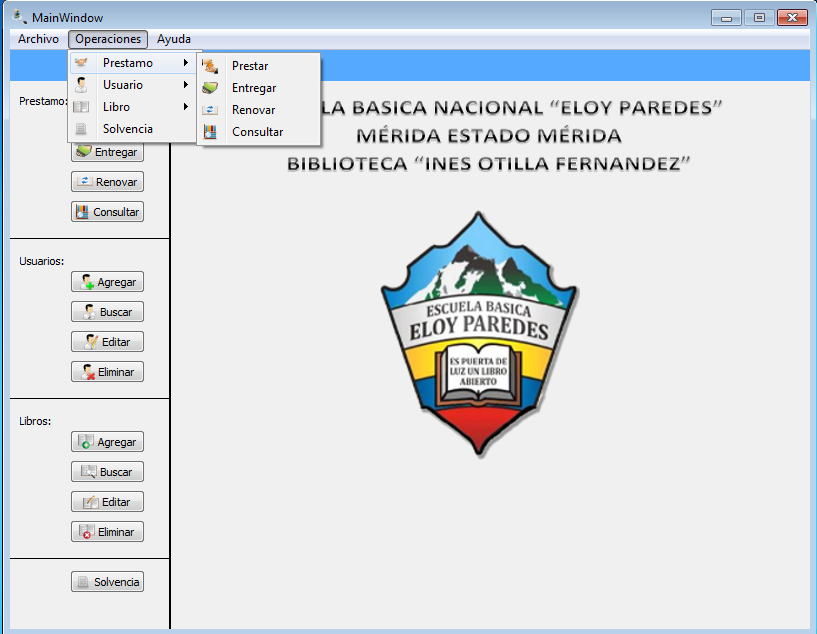 MainWindow
Archivo Operaciones Ayuda
Prestamo
Usuario
Libro
Solvencia
Prestar
Entregar
Renovar
Consultar
LA BASICA NACIONAL “ELOY PAREDES”
MÉRIDA ESTADO MÉRIDA
BIBLIOTECA “INES OTILLA FERNANDEZ”
Prestamo:
Entregar
Renovar
Consultar
Usuarios:
Agregar
Buscar
Editar
Eliminar
Libros:
Agregar
Buscar
Editar
Eliminar
Solvencia
ESCUELA BASICA
ELOY PAREDES
ES PUERTA DE
LUZ UN LIBRO
ABIERTO